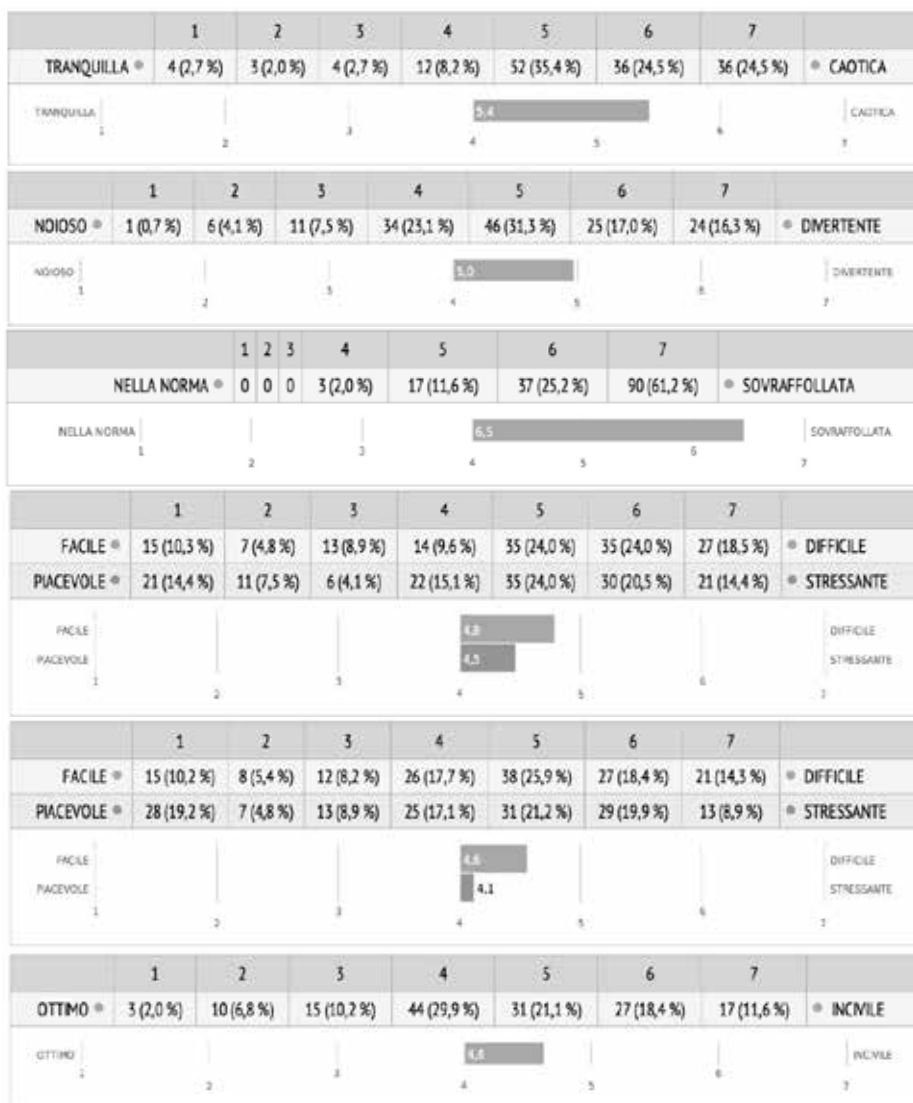 1 2 3 4 5 6 7
TRANQUILLA 4 (2,7 %) 3 (2,0 %) 4 (2,7 %) 12 (8,2 %) 52 (35,4 %) 36 (24,5 %) 36 (24,5 %) CAOTICA
TRANQUILLA 5,4 CAOTICA
1 2 3 4 5 6 7
1 2 3 4 5 6 7
NOIOSO 1 (0,7 %) 6 (4,1 %) 11 (7,5 %) 34 (23,1 %) 46 (31,3 %) 25 (17,0 %) 24 (16,3 %) DIVERTENTE
NOIOSO 5,0 DIVERTENTE
1 2 3 4 5 6 7
1 2 3 4 5 6 7
NELLA NORMA 0 0 0 3 (2,0 %) 17 (11,6 %) 37 (25,2 %) 90 (61,2 %) SOVRAFFOLLATA
NELLA NORMA 6,5 SOVRAFFOLLATA
1 2 3 4 5 6 7
1 2 3 4 5 6 7
FACILE 15 (10,3 %) 7 (4,8 %) 13 (8,9 %) 14 (9,6 %) 35 (24,0 %) 35 (24,0 %) 27 (18,5 %) DIFFICILE
PIACEVOLE 21 (14,4 %) 11 (7,5 %) 6 (4,1 %) 22 (15,1 %) 35 (24,0 %) 30 (20,5 %) 21 (14,4 %) STRESSANTE
FACILE 4,8 DIFFICILE
PIACEVOLE 4,5 STRESSANTE
1 2 3 4 5 6 7
1 2 3 4 5 6 7
FACILE 15 (10,2 %) 8 (5,4 %) 12 (8,2 %) 26 (17,7 %) 38 (25,9 %) 27 (18,4 %) 21 (14,3 %) DIFFICILE
PIACEVOLE 28 (19,2 %) 7 (4,8 %) 13 (8,9 %) 25 (17,1 %) 31 (21,2 %) 29 (19,9 %) 13 (8,9 %) STRESSANTE
FACILE 4,6 DIFFICILE
PIACEVOLE 4,1 STRESSANTE
1 2 3 4 5 6 7
1 2 3 4 5 6 7
OTTIMO 3 (2,0 %) 10 (6,8 %) 15 (10,2 %) 44 (29,9 %) 31 (21,1 %) 27 (18,4 %) 17 (11,6 %) INCIVILE
OTTIMO 4,6 INCIVILE
1 2 3 4 5 6 7